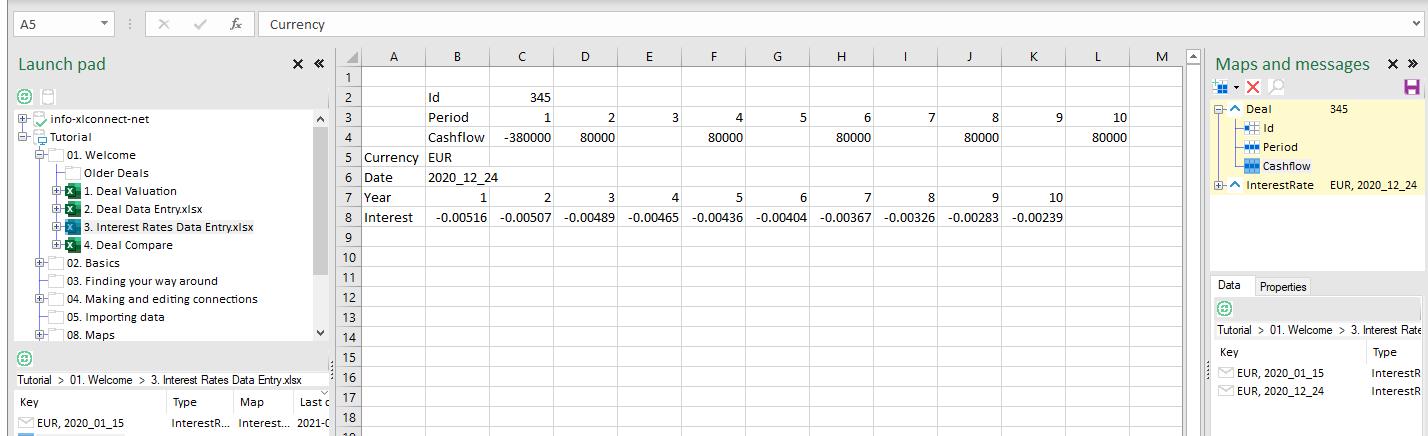 A5 fx Currency
Launch pad
info-xlconnect-net
Tutorial
01. Welcome
Older Deals
1. Deal Valuation
2. Deal Data Entry.xlsx
3. Interest Rates Data Entry.xlsx
4. Deal Compare
02. Basics
03. Finding your way around
04. Making and editing connections
05. Importing data
08. Maps
Tutorial > 01. Welcome > 3. Interest Rates Data Entry.xlsx
Key Type Map Last c
EUR, 2020_01_15 InterestR... Interest... 2021-0
A B C D E F G H I J K L M
1
2 Id 345
3 Period 1 2 3 4 5 6 7 8 9 10
4 Cashflow -380000 80000 80000 80000 80000 80000
5 Currency EUR
6 Date 2020_12_24
7 Year 1 2 3 4 5 6 7 8 9 10
8 Interest -0.00516 -0.00507 -0.00489 -0.00465 -0.00436 -0.00404 -0.00367 -0.00326 -0.00283 -0.00239
9
10
11
12
13
14
15
16
17
18
Maps and messages
Deal 345
Id
Period
Cashflow
InterestRate EUR, 2020_12_24
Data Properties
Tutorial > 01. Welcome > 3. Interest Rate
Key Type
EUR, 2020_01_15 InterestR
EUR, 2020_12_24 InterestR